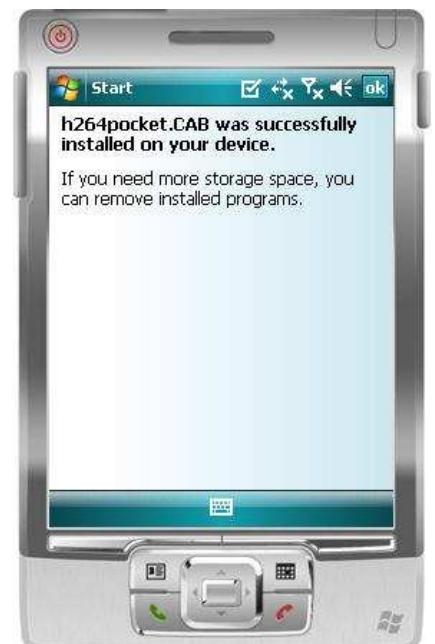 Start
ok
h264pocket.CAB was successfully
installed on your device.
If you need more storage space, you
can remove installed programs.